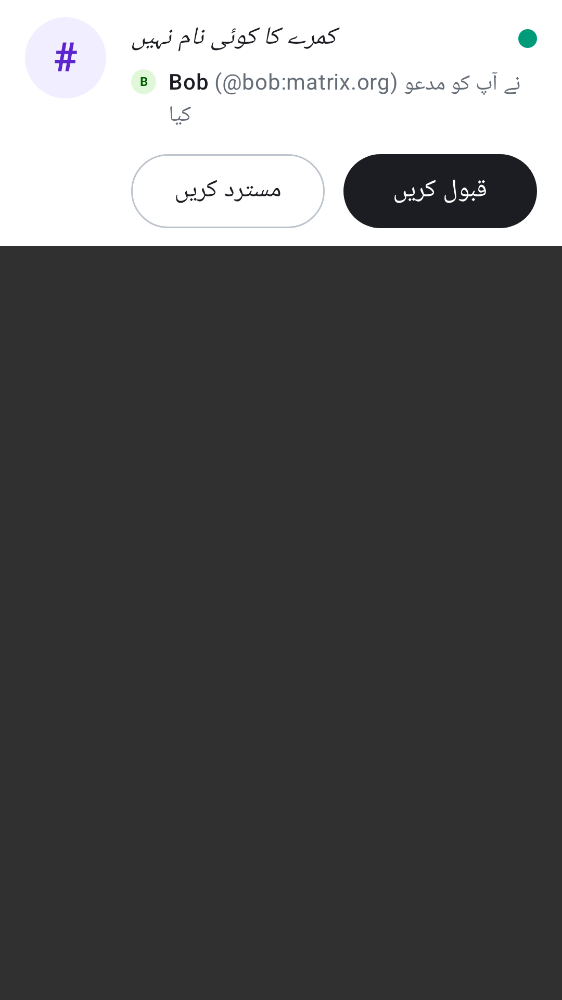 #
کمرے کا کوئی نام نہیں
B
Bob (@bob:matrix.org) نے آپ کو مدعو
کیا
مسترد کریں
قبول کریں